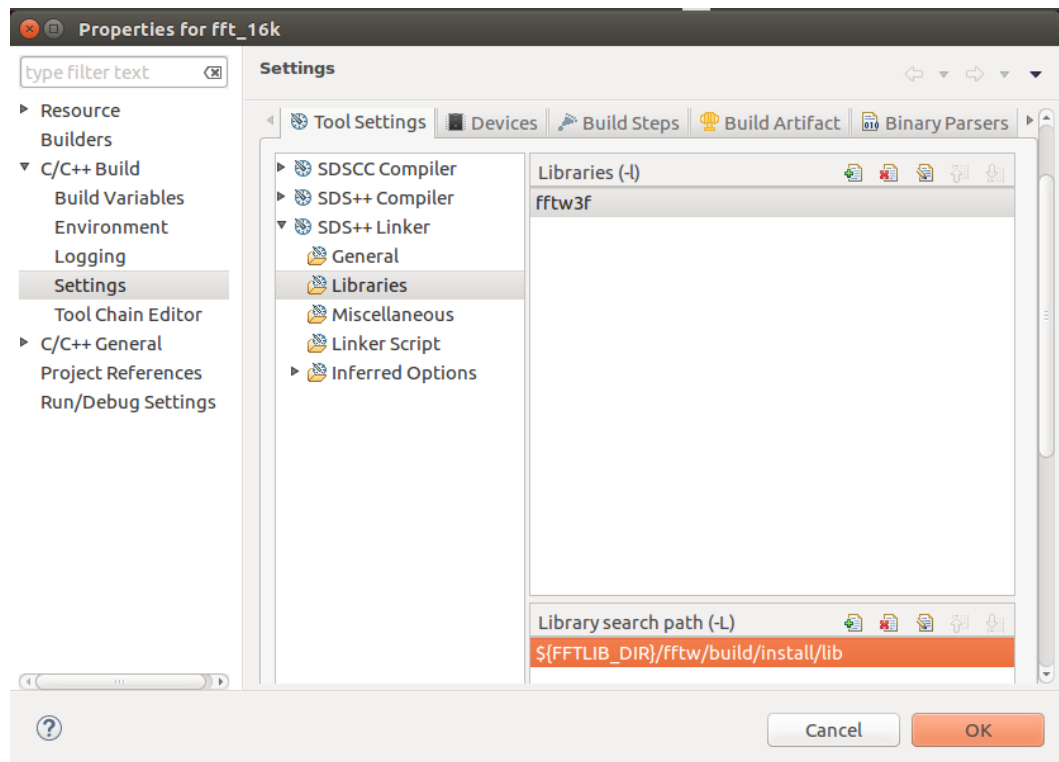 Properties for fft_16k
type filter text
Resource
Builders
C/C++ Build
Build Variables
Environment
Logging
Settings
Tool Chain Editor
C/C++ General
Project References
Run/Debug Settings
Settings
Tool Settings
Devices
Build Steps
Build Artifact
Binary Parsers
SDSCC Compiler
SDS++ Compiler
SDS++ Linker
General
Libraries
Miscellaneous
Linker Script
Inferred Options
Libraries (-l)
fftw3f
Library search path (-L)
${FFTLIB_DIR}/fftw/build/install/lib
Cancel
OK